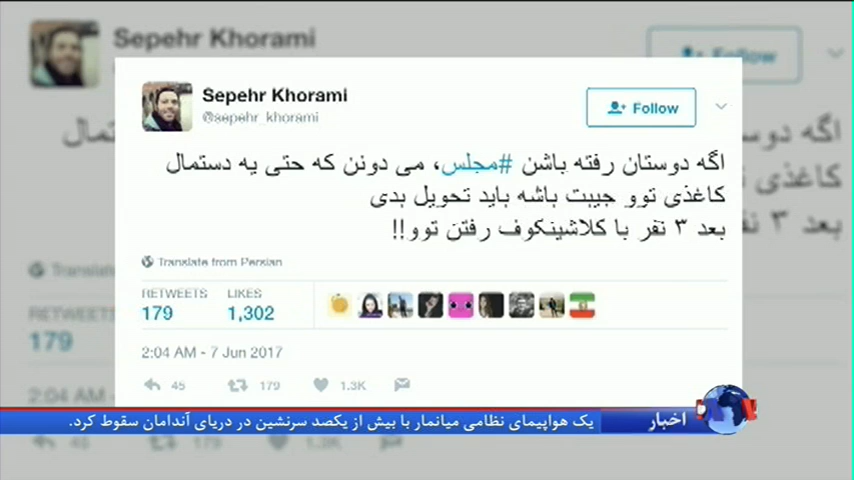 Sepehr Khorami
Follow
Sepehr Khorami
@sepehr_khorami
Follow
اگه دوستان رفته باشن #مجلس، می دونن که حتی یه دستمال
کاغذی توو جیبت باشه باید تحویل بدی
بعد ۳ نفر با کلاشینکوف رفتن توو!!
Translate from Persian
RETWEETS LIKES
179 1,302
2:04 AM - 7 Jun 2017
45 179 1.3K
اخبار
یک هواپیمای نظامی میانمار با بیش از یکصد سرنشین در دریای آندامان سقوط کرد.